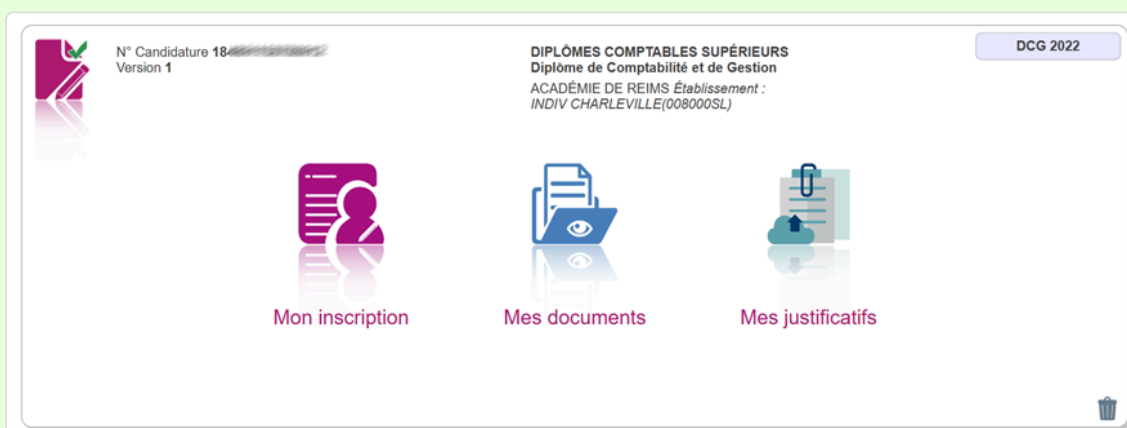 N° Candidature 18
Version 1
DIPLÔMES COMPTABLES SUPÉRIEURS
Diplôme de Comptabilité et de Gestion
ACADÉMIE DE REIMS Établissement :
INDIV CHARLEVILLE(008000SL)
DCG 2022
Mon inscription
Mes documents
Mes justificatifs